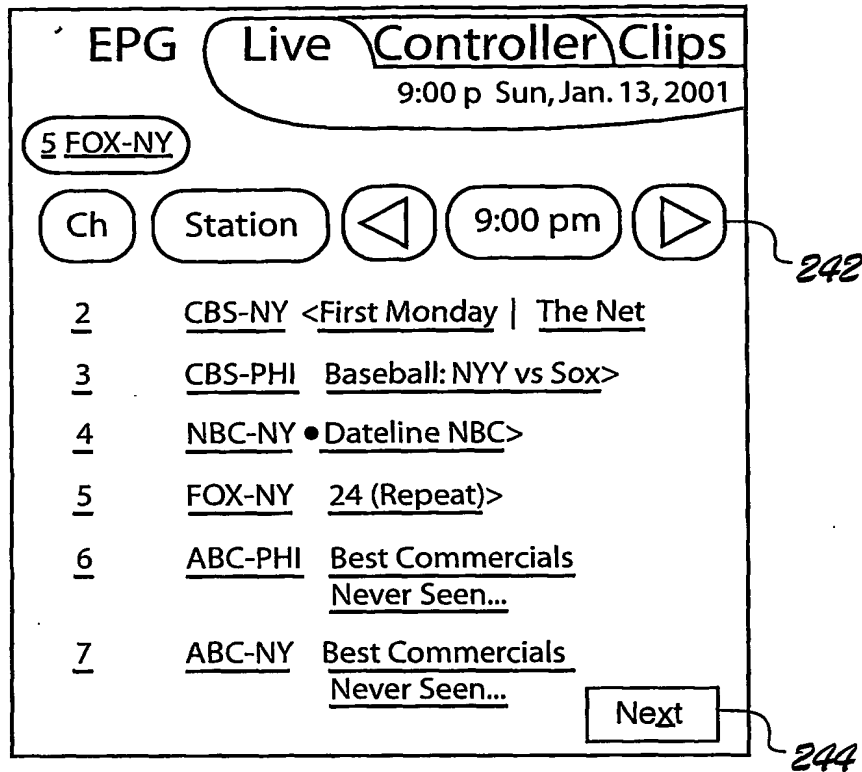 EPG Live Controller Clips
9:00 p Sun, Jan. 13, 2001
5 FOX-NY
Ch Station 9:00 pm
242
2 CBS-NY <First Monday | The Net
3 CBS-PHI Baseball: NYY vs Sox>
4 NBC-NY •Dateline NBC>
5 FOX-NY 24 (Repeat)>
6 ABC-PHI Best Commercials
Never Seen...
7 ABC-NY Best Commercials
Never Seen...
Next
244